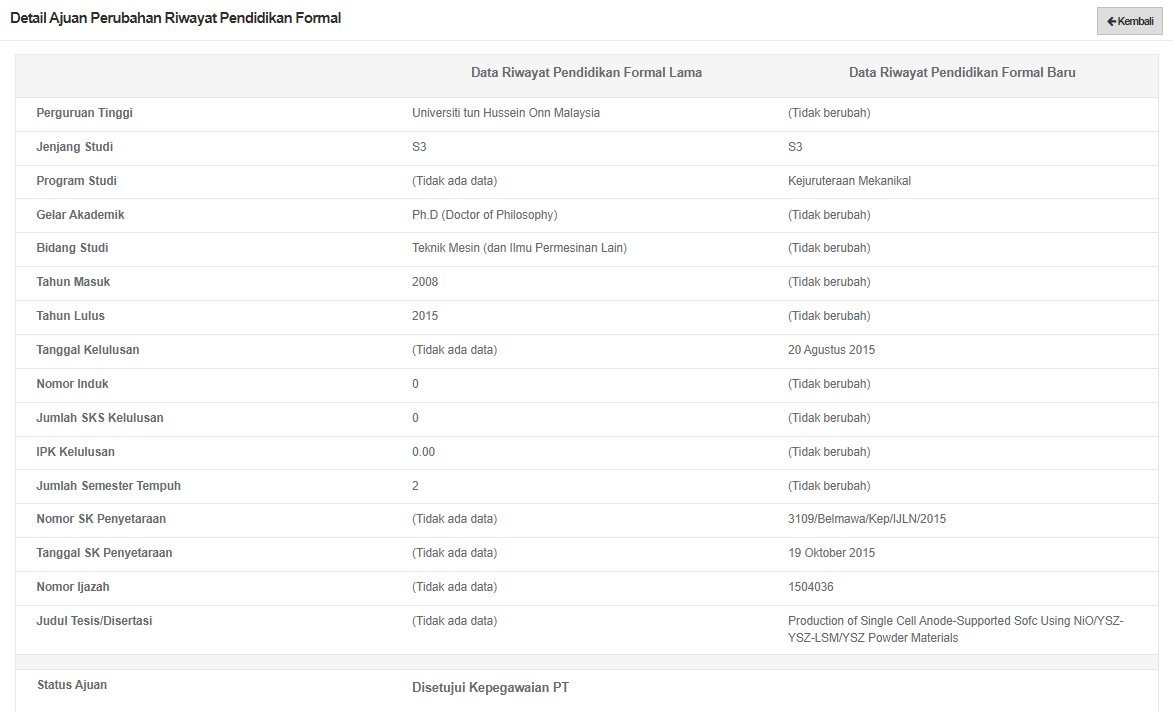 Detail Ajuan Perubahan Riwayat Pendidikan Formal
Kembali
Data Riwayat Pendidikan Formal Lama Data Riwayat Pendidikan Formal Baru
Perguruan Tinggi Universiti tun Hussein Onn Malaysia (Tidak berubah)
Jenjang Studi S3 S3
Program Studi (Tidak ada data) Kejuruteraan Mekanikal
Gelar Akademik Ph.D (Doctor of Philosophy) (Tidak berubah)
Bidang Studi Teknik Mesin (dan Ilmu Permesinan Lain) (Tidak berubah)
Tahun Masuk 2008 (Tidak berubah)
Tahun Lulus 2015 (Tidak berubah)
Tanggal Kelulusan (Tidak ada data) 20 Agustus 2015
Nomor Induk 0 (Tidak berubah)
Jumlah SKS Kelulusan 0 (Tidak berubah)
IPK Kelulusan 0.00 (Tidak berubah)
Jumlah Semester Tempuh 2 (Tidak berubah)
Nomor SK Penyetaraan (Tidak ada data) 3109/Belmawa/Kep/IJLN/2015
Tanggal SK Penyetaraan (Tidak ada data) 19 Oktober 2015
Nomor Ijazah (Tidak ada data) 1504036
Judul Tesis/Disertasi (Tidak ada data) Production of Single Cell Anode-Supported Sofc Using NiO/YSZ-
YSZ-LSM/YSZ Powder Materials
Status Ajuan Disetujui Kepegawaian PT